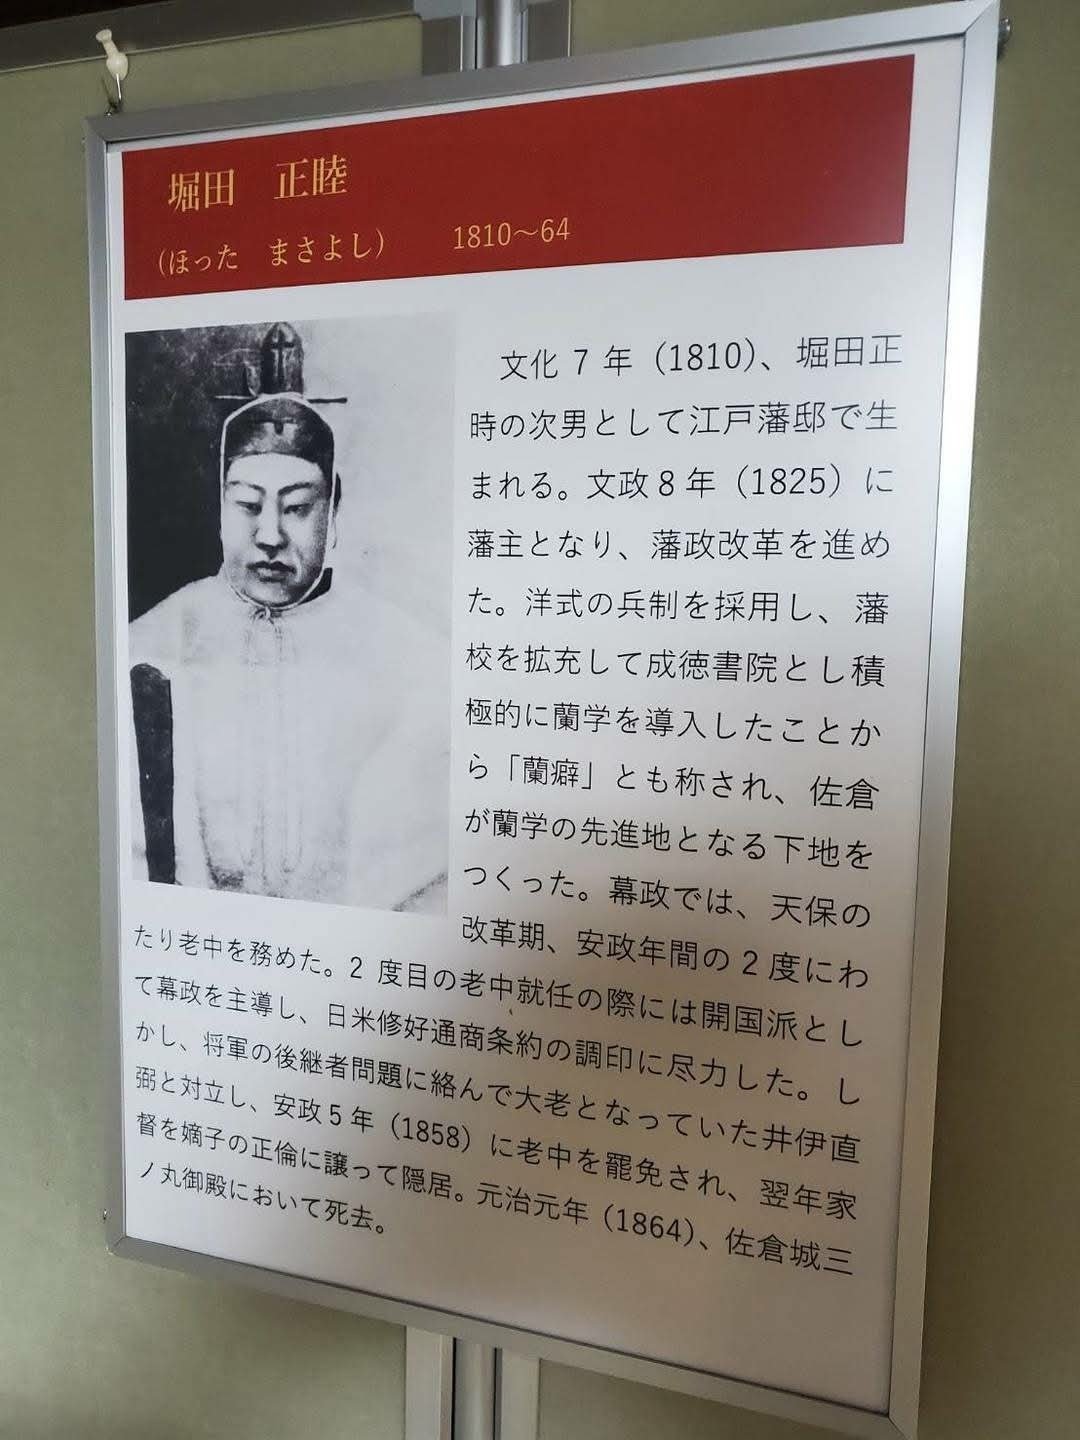 堀田　正睦
（ほった　まさよし）　1810～64
文化７年（1810）、堀田正
時の次男として江戸藩邸で生
まれる。文政８年（1825）に
藩主となり、藩政改革を進め
た。洋式の兵制を採用し、藩
校を拡充して成徳書院とし積
極的に蘭学を導入したことか
ら「蘭癖」とも称され、佐倉
が蘭学の先進地となる下地を
つくった。幕政では、天保の
改革期、安政年間の２度にわ
たり老中を務めた。２度目の老中就任の際には開国派とし
て幕政を主導し、日米修好通商条約の調印に尽力した。し
かし、将軍の後継者問題に絡んで大老となっていた井伊直
弼と対立し、安政５年（1858）に老中を罷免され、翌年家
督を嫡子の正倫に譲って隠居。元治元年（1864）、佐倉城三
ノ丸御殿において死去。